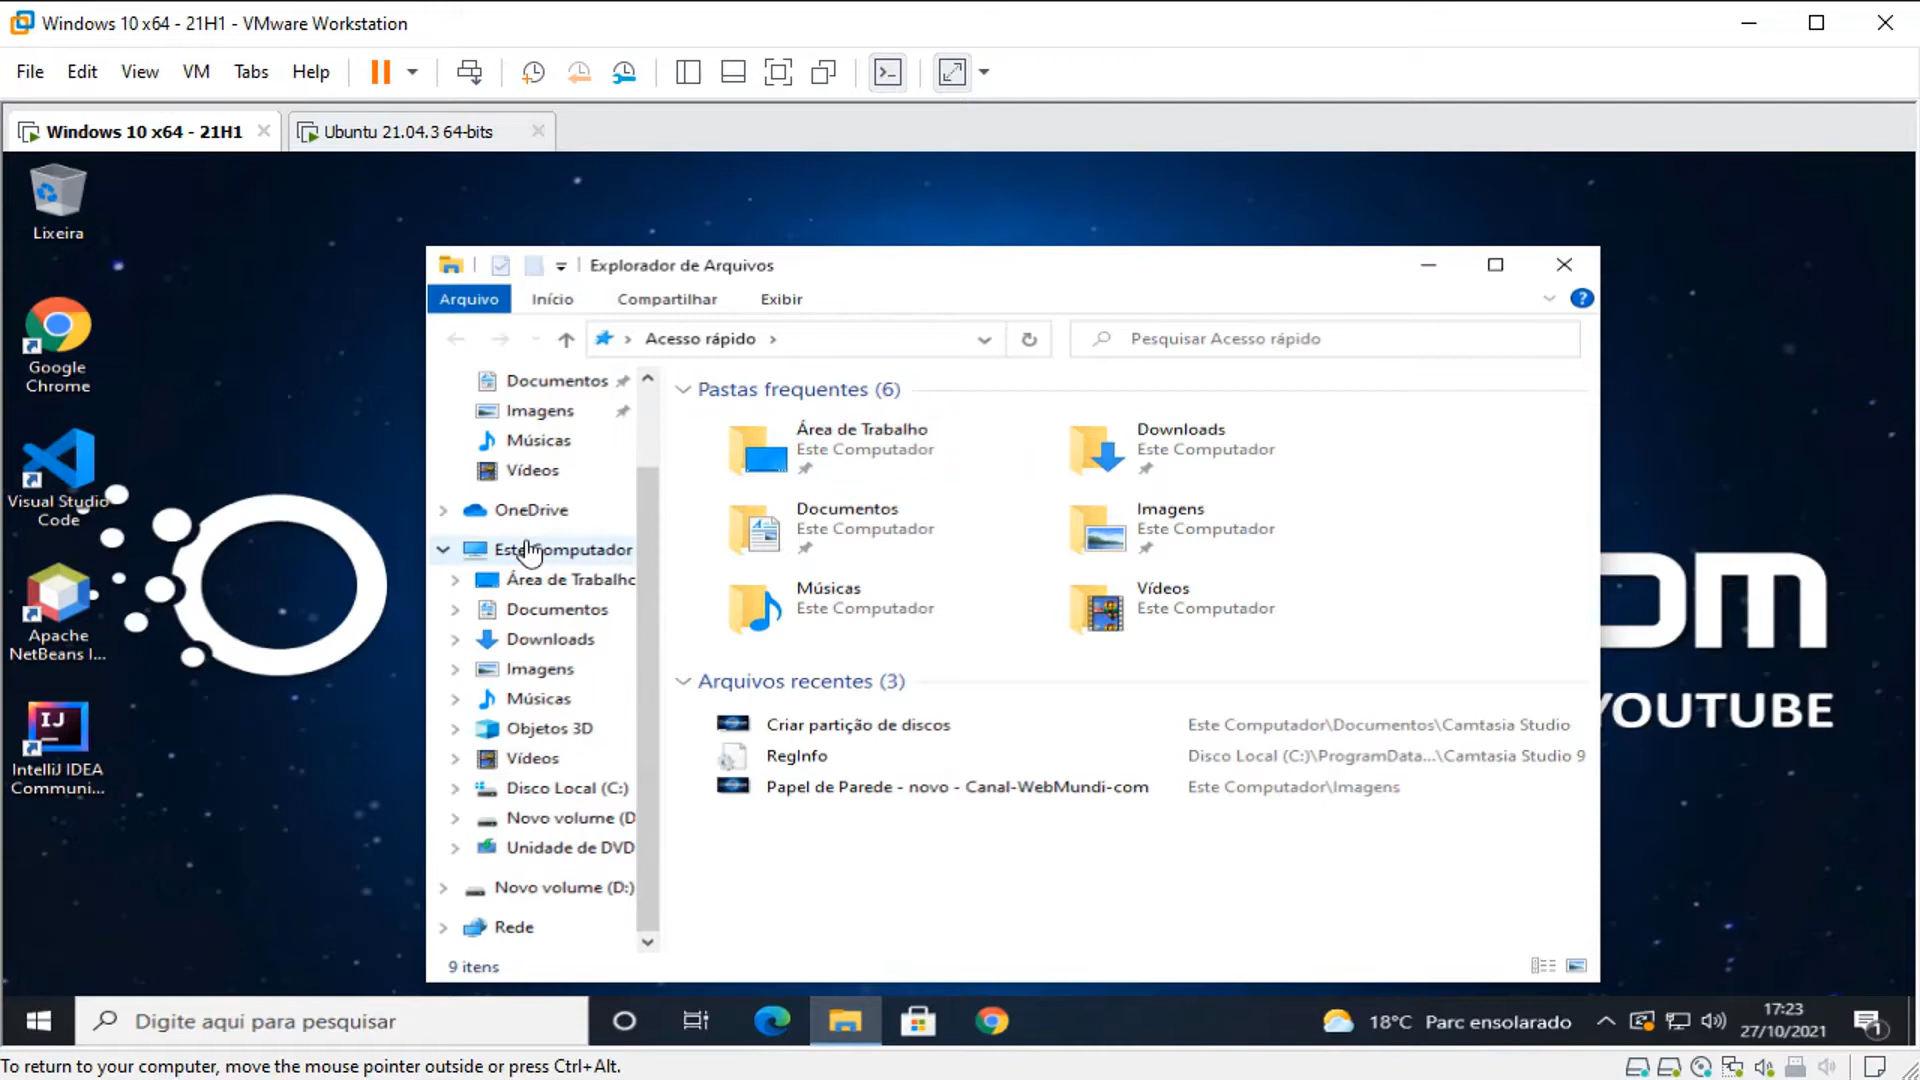 Windows 10 x64 - 21H1 - VMware Workstation
File Edit View VM Tabs Help
Windows 10 x64 - 21H1
Ubuntu 21.04.3 64-bits
Lixeira
Google
Chrome
Visual Studio
Code
Apache
NetBeans I...
IJ
IntelliJ IDEA
Communi...
OM
YOUTUBE
Explorador de Arquivos
Arquivo Início Compartilhar Exibir
Acesso rápido
Pesquisar Acesso rápido
Documentos
Imagens
Músicas
Vídeos
OneDrive
Este Computador
Área de Trabalho
Documentos
Downloads
Imagens
Músicas
Objetos 3D
Vídeos
Disco Local (C:)
Novo volume (D
Unidade de DVD
Novo volume (D:)
Rede
Pastas frequentes (6)
Área de Trabalho
Este Computador
Downloads
Este Computador
Documentos
Este Computador
Imagens
Este Computador
Músicas
Este Computador
Vídeos
Este Computador
Arquivos recentes (3)
Criar partição de discos Este Computador\Documentos\Camtasia Studio
RegInfo Disco Local (C:)\ProgramData...\Camtasia Studio 9
Papel de Parede - novo - Canal-WebMundi-com Este Computador\Imagens
9 itens
Digite aqui para pesquisar
18°C Parc ensolarado
17:23
27/10/2021
1
To return to your computer, move the mouse pointer outside or press Ctrl+Alt.